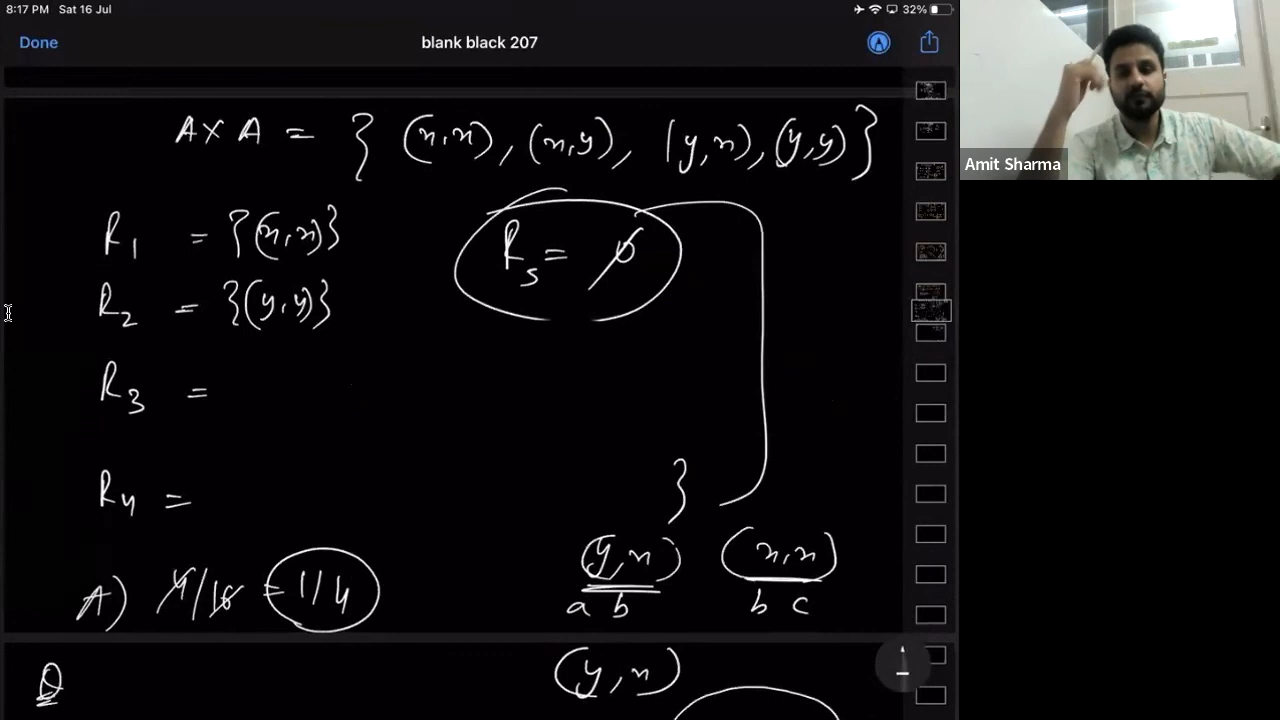 8:17 PM Sat 16 Jul
32%
Done
blank black 207
Amit Sharma
A × A = { (x,x), (x,y), (y,x), (y,y) }
R1 = {(x,x)}
R5 = ϕ
R2 = {(y,y)}
R3 =
R4 = }
(y,x) (x,x)
a b b c
A) 4/16 = 1/4
Q
(y,x)